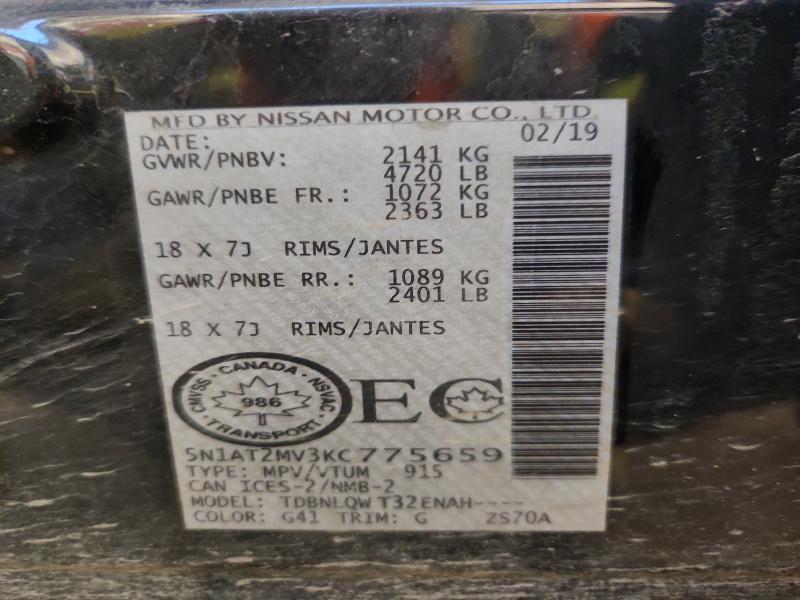 MFD BY NISSAN MOTOR CO., LTD.
DATE: 02/19
GVWR/PNBV: 2141 KG
4720 LB
GAWR/PNBE FR.: 1072 KG
2363 LB
18 X 7J RIMS/JANTES
GAWR/PNBE RR.: 1089 KG
2401 LB
18 X 7J RIMS/JANTES
CANADA
CMVSS · NSVAC
986
TRANSPORT
EC
5N1AT2MV3KC775659
TYPE: MPV/VTUM 915
CAN ICES-2/NMB-2
MODEL: TDBNLQW T32ENAH----
COLOR: G41 TRIM: G ZS70A